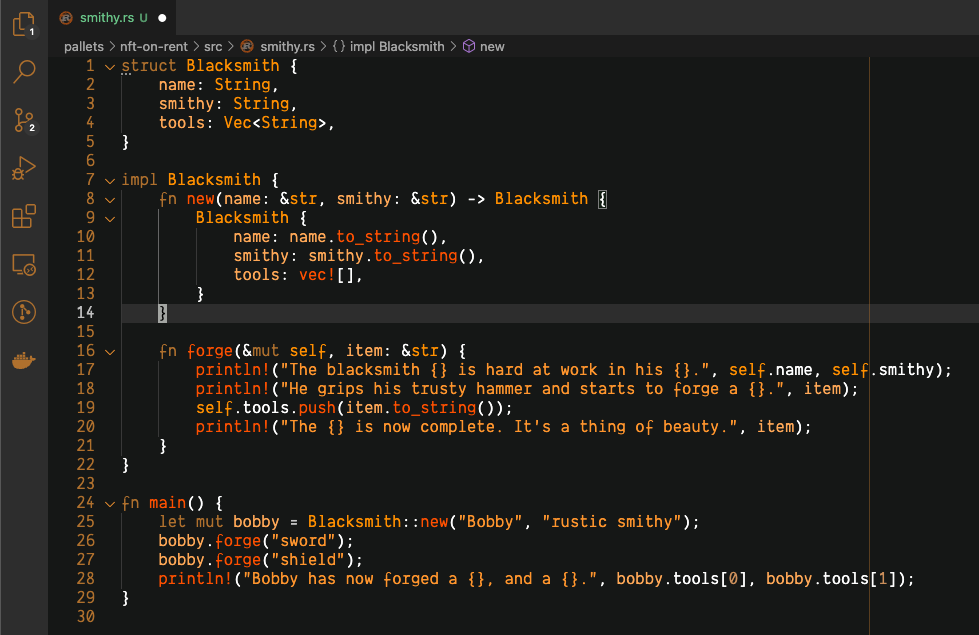 smithy.rs U
pallets > nft-on-rent > src > smithy.rs > {} impl Blacksmith > new
1
2
1 struct Blacksmith {
2     name: String,
3     smithy: String,
4     tools: Vec<String>,
5 }
6
7 impl Blacksmith {
8     fn new(name: &str, smithy: &str) -> Blacksmith {
9         Blacksmith {
10             name: name.to_string(),
11             smithy: smithy.to_string(),
12             tools: vec![],
13         }
14     }
15
16     fn forge(&mut self, item: &str) {
17         println!("The blacksmith {} is hard at work in his {}.", self.name, self.smithy);
18         println!("He grips his trusty hammer and starts to forge a {}.", item);
19         self.tools.push(item.to_string());
20         println!("The {} is now complete. It's a thing of beauty.", item);
21     }
22 }
23
24 fn main() {
25     let mut bobby = Blacksmith::new("Bobby", "rustic smithy");
26     bobby.forge("sword");
27     bobby.forge("shield");
28     println!("Bobby has now forged a {}, and a {}.", bobby.tools[0], bobby.tools[1]);
29 }
30